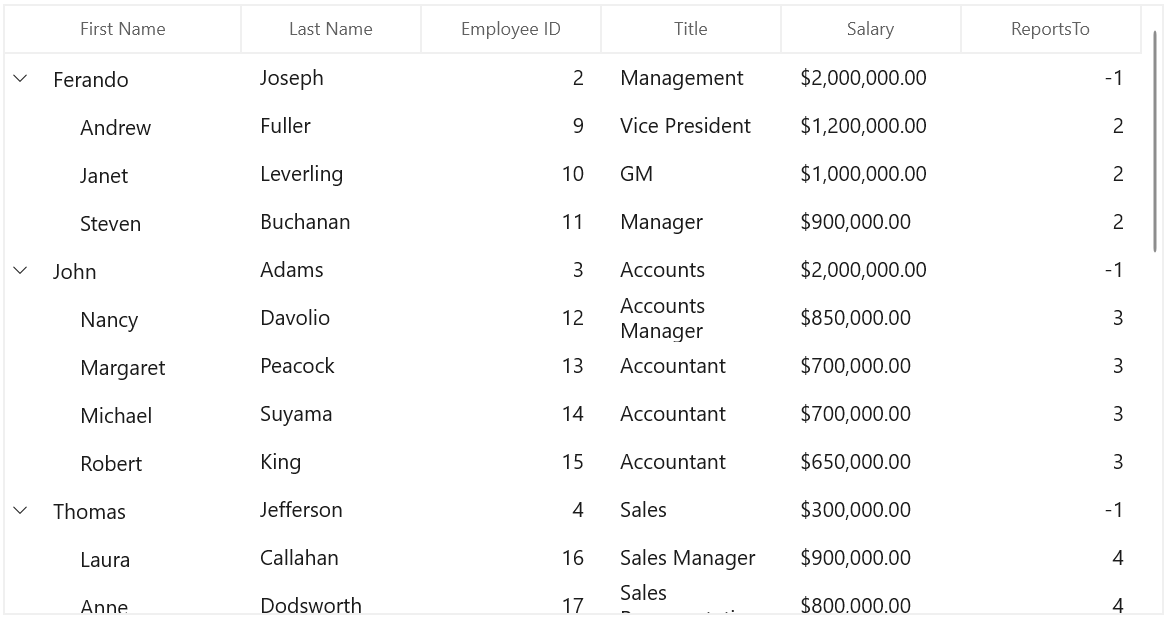 First Name Last Name Employee ID Title Salary ReportsTo
Ferando Joseph 2 Management $2,000,000.00 -1
Andrew Fuller 9 Vice President $1,200,000.00 2
Janet Leverling 10 GM $1,000,000.00 2
Steven Buchanan 11 Manager $900,000.00 2
John Adams 3 Accounts $2,000,000.00 -1
Nancy Davolio 12 Accounts Manager $850,000.00 3
Margaret Peacock 13 Accountant $700,000.00 3
Michael Suyama 14 Accountant $700,000.00 3
Robert King 15 Accountant $650,000.00 3
Thomas Jefferson 4 Sales $300,000.00 -1
Laura Callahan 16 Sales Manager $900,000.00 4
Anne Dodsworth 17 Sales $800,000.00 4